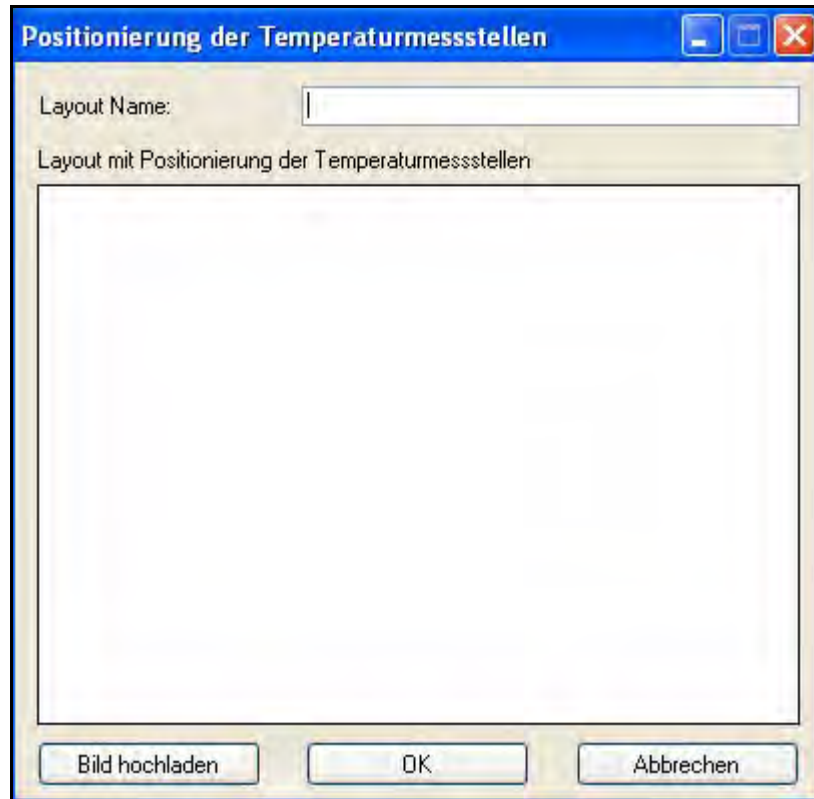 Positionierung der Temperaturmessstellen
Layout Name:
Layout mit Positionierung der Temperaturmessstellen
Bild hochladen OK Abbrechen